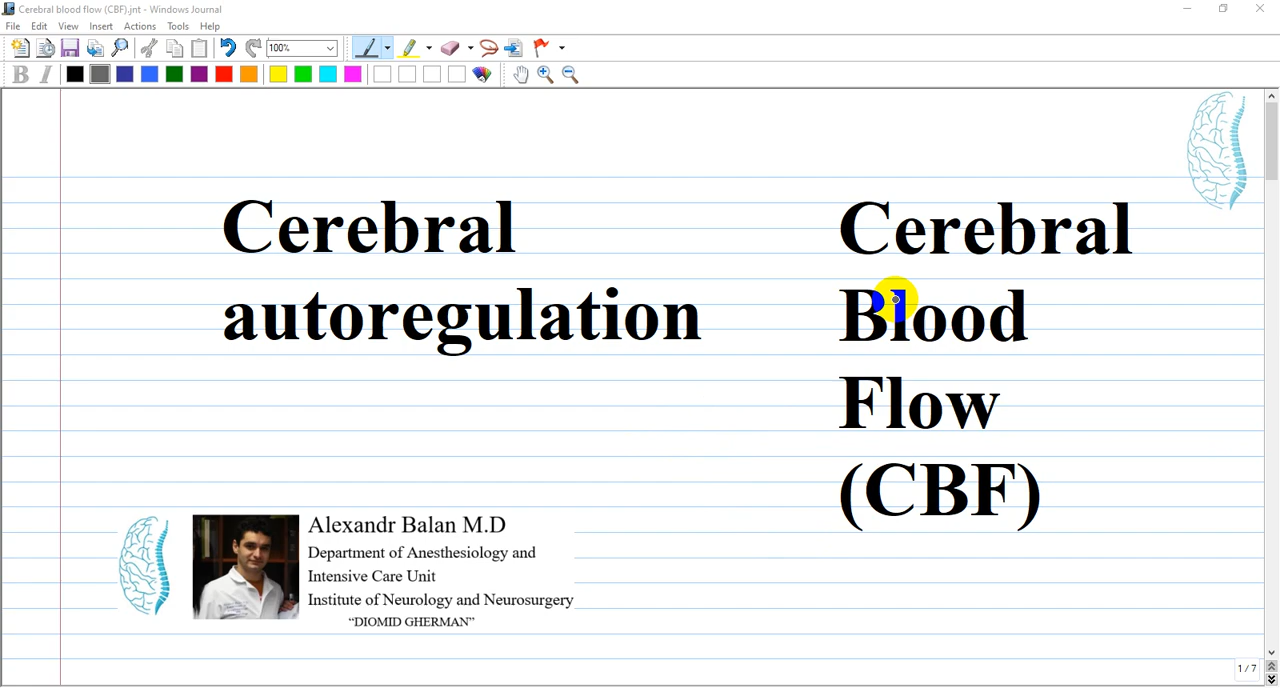 Cerebral blood flow (CBF).jnt - Windows Journal
File Edit View Insert Actions Tools Help
100%
B I
Cerebral
autoregulation
Cerebral
Blood
Flow
(CBF)
Alexandr Balan M.D
Department of Anesthesiology and
Intensive Care Unit
Institute of Neurology and Neurosurgery
“DIOMID GHERMAN”
1 / 7